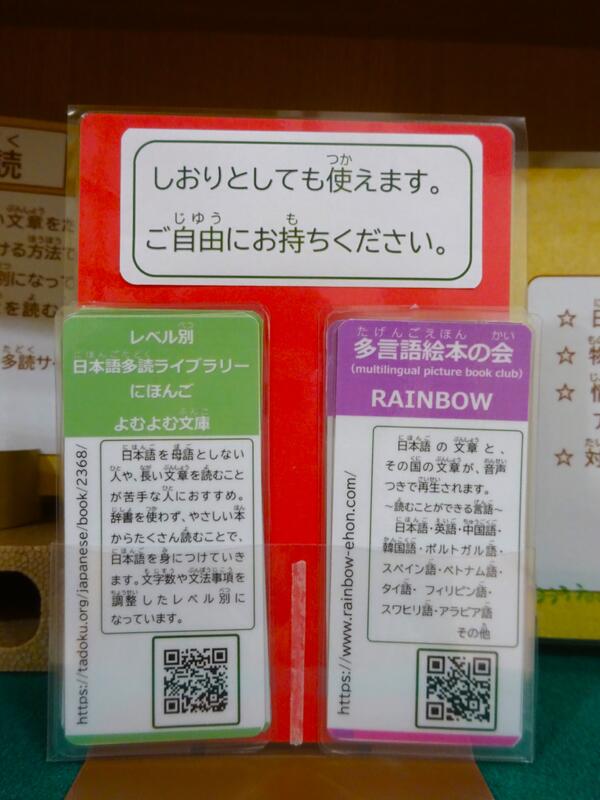 しおりとしても使えます。
ご自由にお持ちください。
レベル別
日本語多読ライブラリー
にほんご
よむよむ文庫
日本語を母語としない
人や、長い文章を読むこと
が苦手な人におすすめ。
辞書を使わず、やさしい本
からたくさん読むことで、
日本語を身につけていき
ます。文字数や文法事項を
調整したレベル別に
なっています。
https://tadoku.org/japanese/book/2368/
多言語絵本の会
(multilingual picture book club)
RAINBOW
日本語の文章と、
その国の文章が、音声
つきで再生されます。
~読むことができる言語~
日本語・英語・中国語・
韓国語・ポルトガル語・
スペイン語・ベトナム語・
タイ語・フィリピン語・
スワヒリ語・アラビア語
その他
https://www.rainbow-ehon.com/